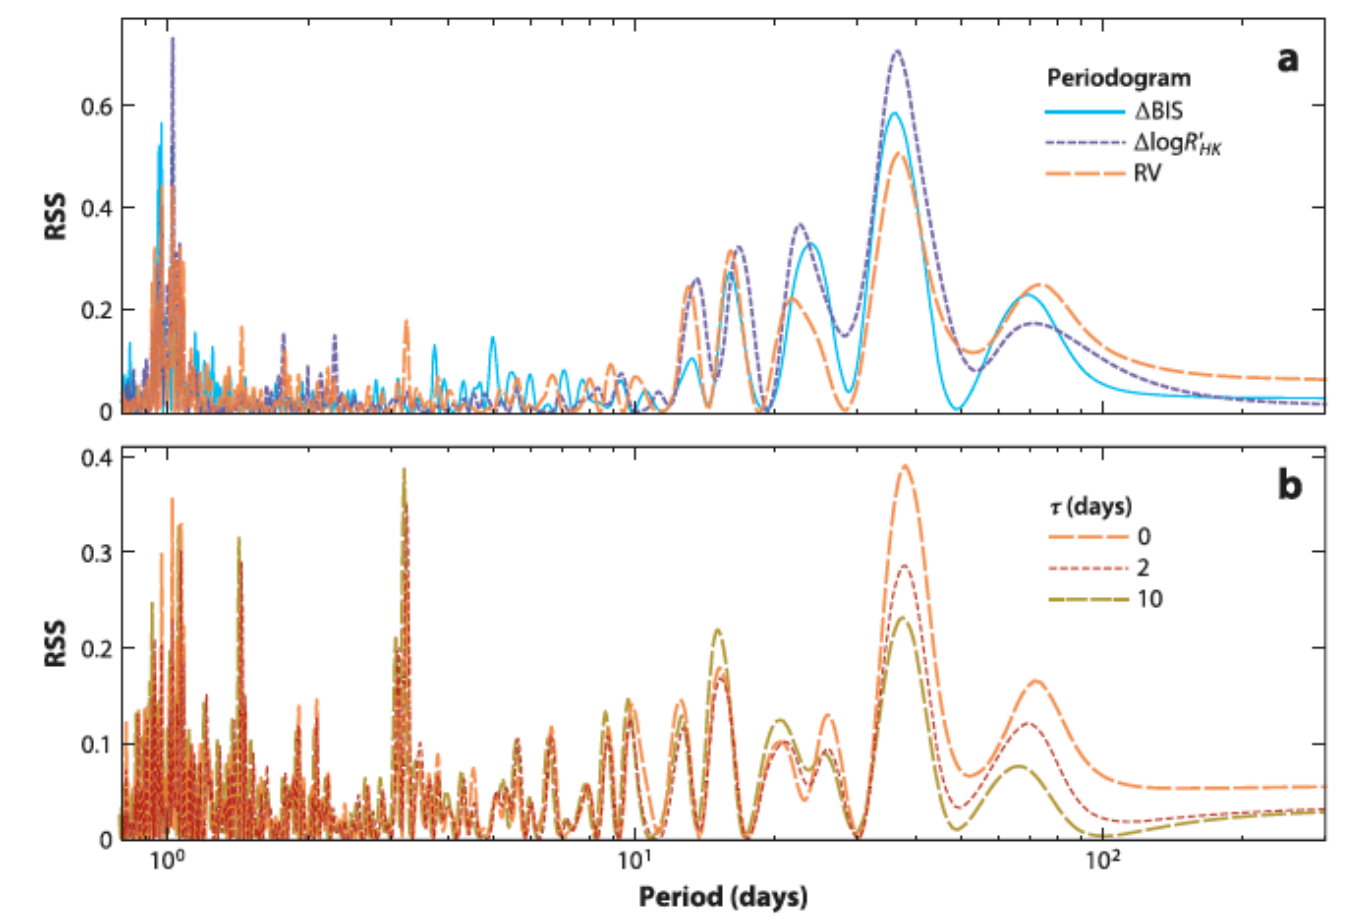 a
Periodogram
ΔBIS
ΔlogR′HK
RV
RSS
0.6
0.4
0.2
0
b
τ (days)
0
2
10
RSS
0.4
0.3
0.2
0.1
0
10⁰ 10¹ 10²
Period (days)